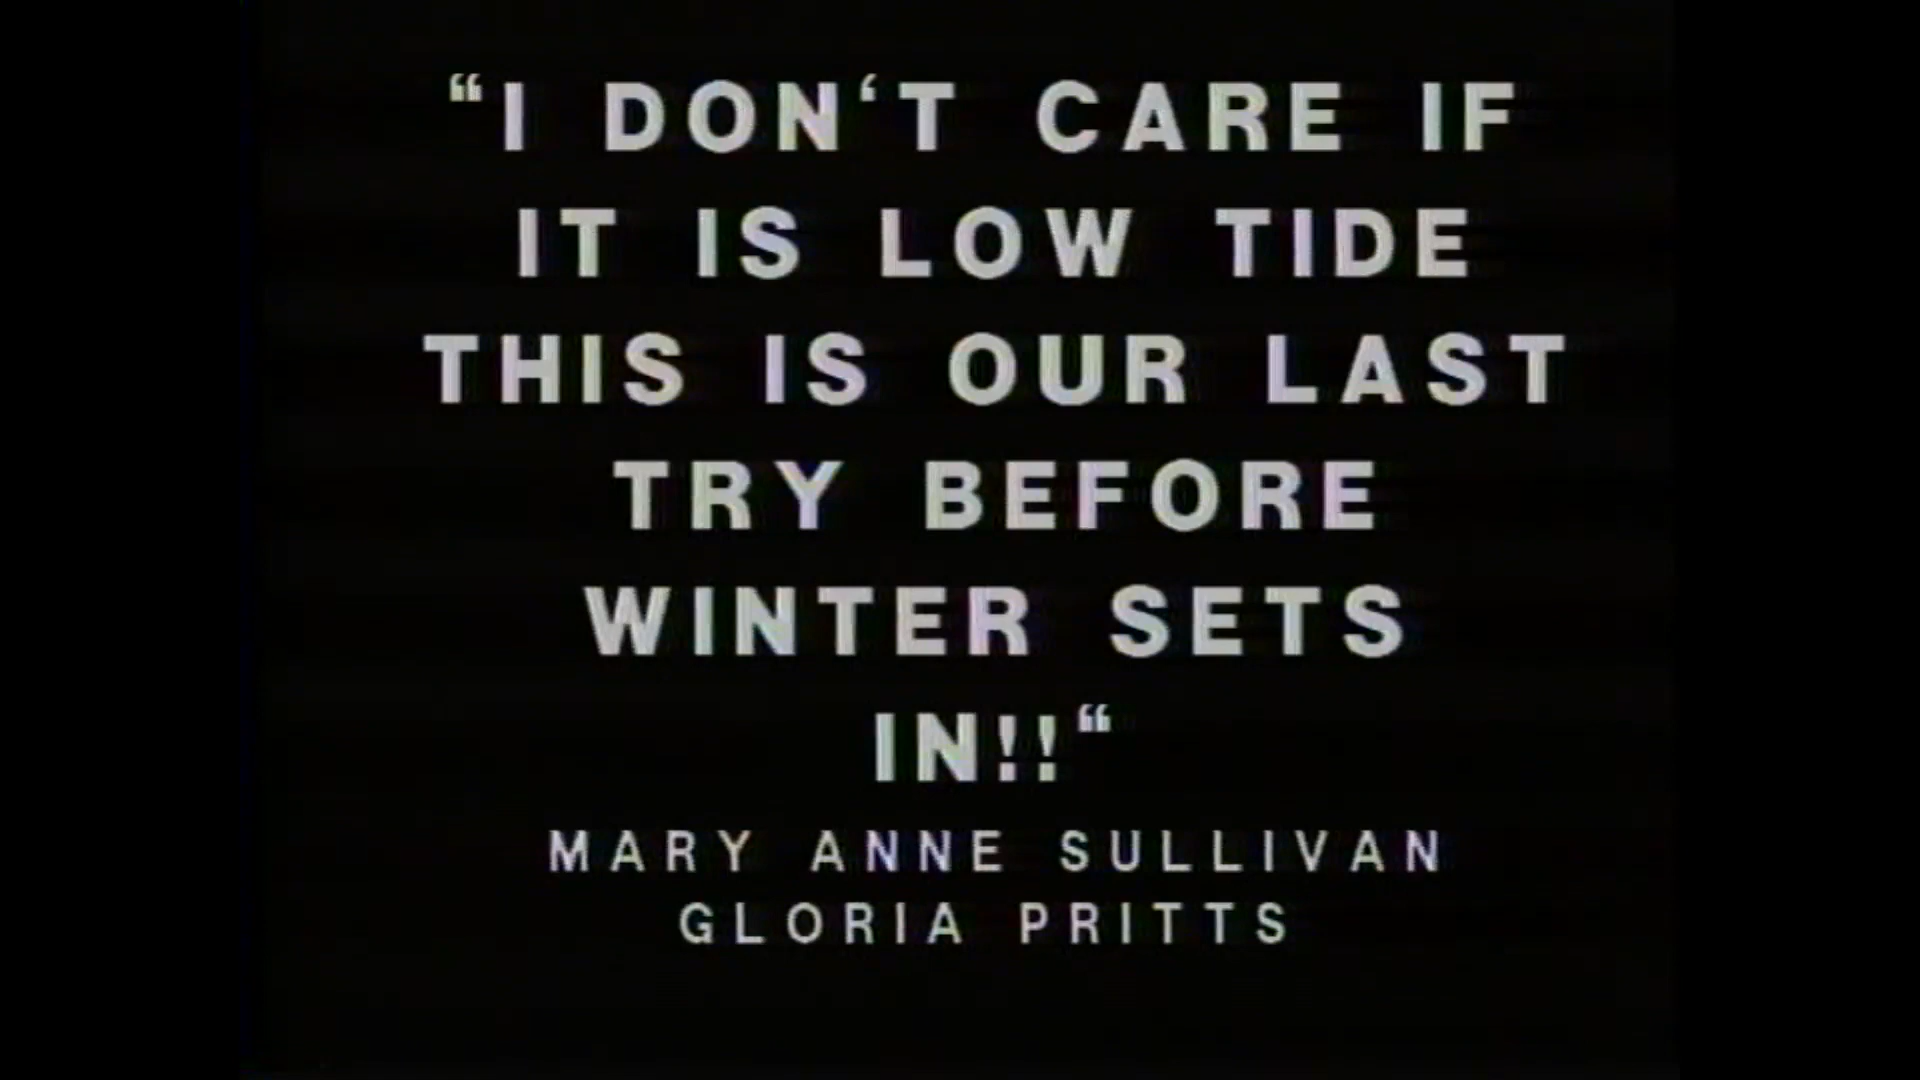 “I DON‘T CARE IF
IT IS LOW TIDE
THIS IS OUR LAST
TRY BEFORE
WINTER SETS
IN!!“
MARY ANNE SULLIVAN
GLORIA PRITTS